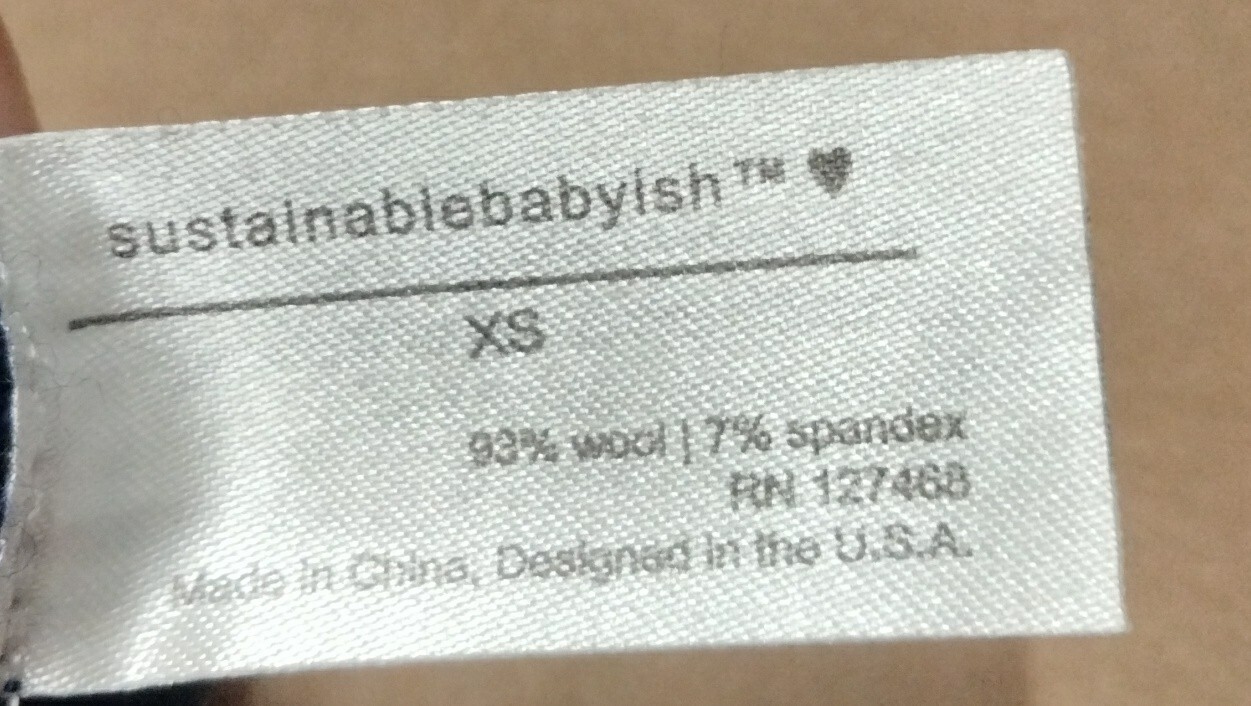 sustainablebabyish™ ♥
XS
93% wool | 7% spandex
RN 127468
Made in China, Designed in the U.S.A.